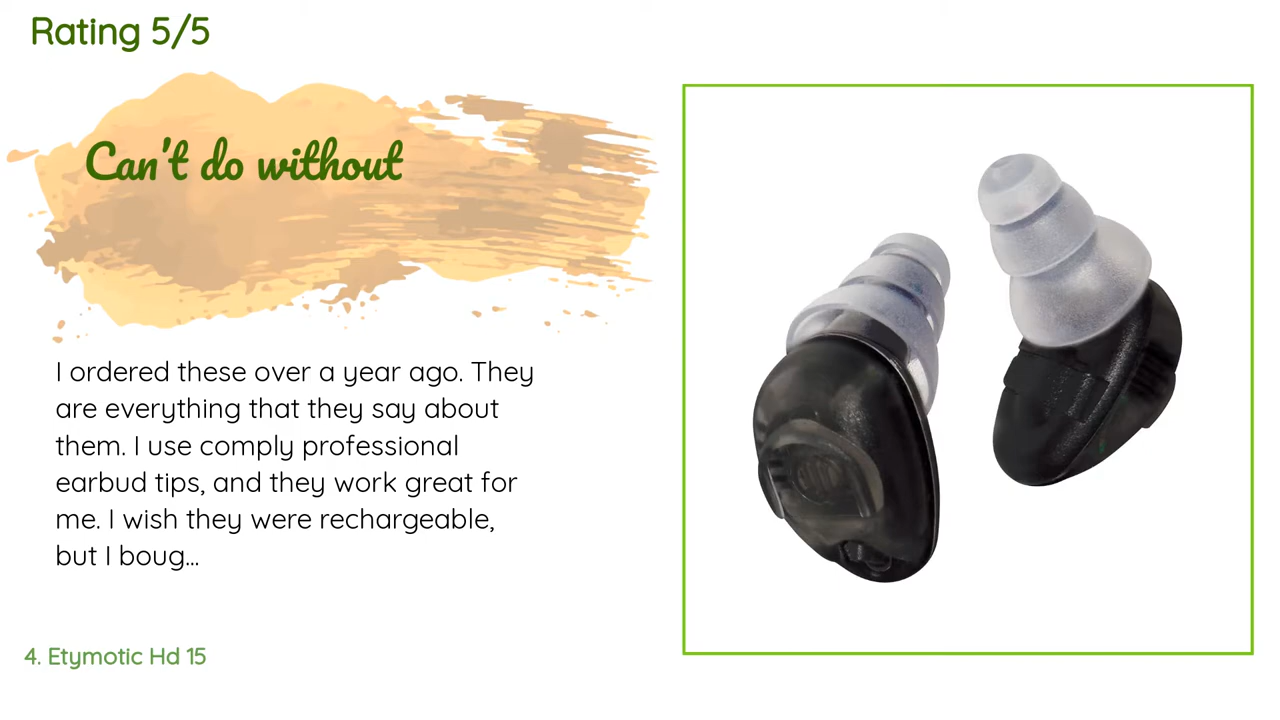 Rating 5/5
Can't do without
I ordered these over a year ago. They
are everything that they say about
them. I use comply professional
earbud tips, and they work great for
me. I wish they were rechargeable,
but I boug...
4. Etymotic Hd 15